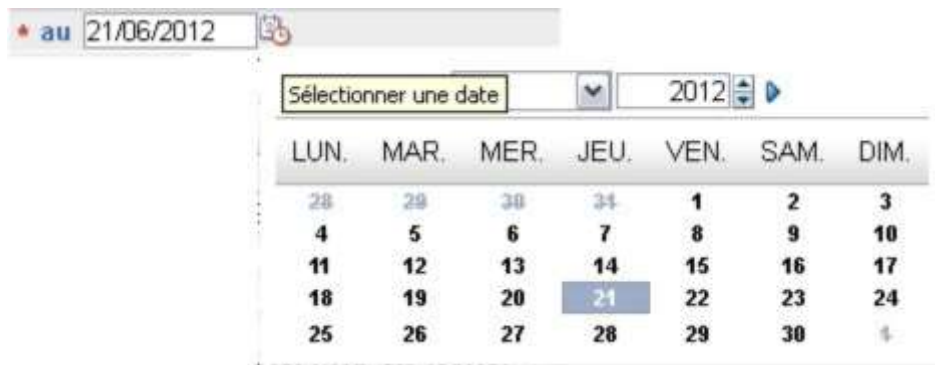 * au 21/06/2012
Sélectionner une date 2012
LUN. MAR. MER. JEU. VEN. SAM. DIM.
28 29 30 31 1 2 3
4 5 6 7 8 9 10
11 12 13 14 15 16 17
18 19 20 21 22 23 24
25 26 27 28 29 30 1